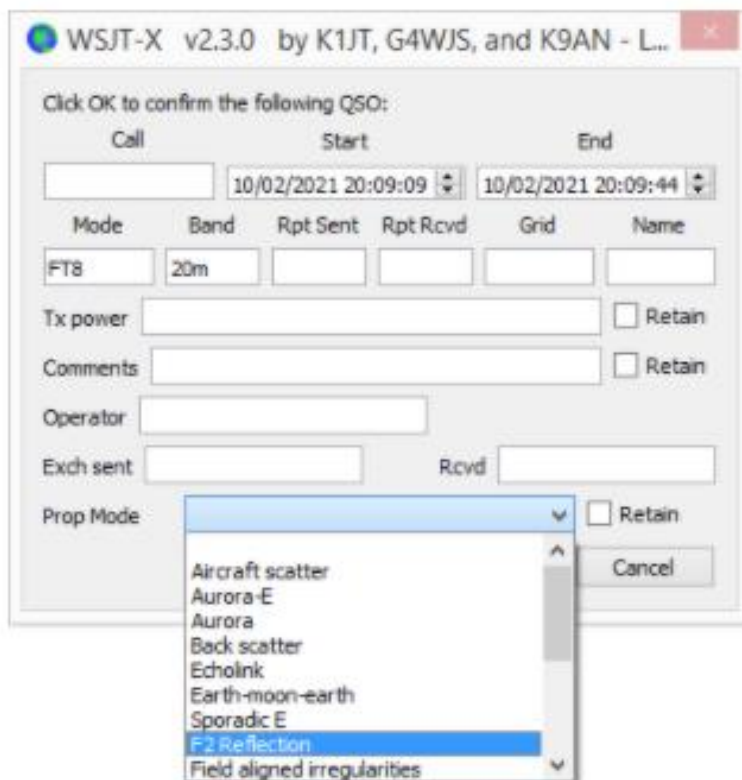 WSJT-X v2.3.0 by K1JT, G4WJS, and K9AN - L...
Click OK to confirm the following QSO:
Call Start End
10/02/2021 20:09:09 10/02/2021 20:09:44
Mode Band Rpt Sent Rpt Rcvd Grid Name
FT8 20m
Tx power Retain
Comments Retain
Operator
Exch sent Rcvd
Prop Mode Retain
Cancel
Aircraft scatter
Aurora-E
Aurora
Back scatter
Echolink
Earth-moon-earth
Sporadic E
F2 Reflection
Field aligned irregularities